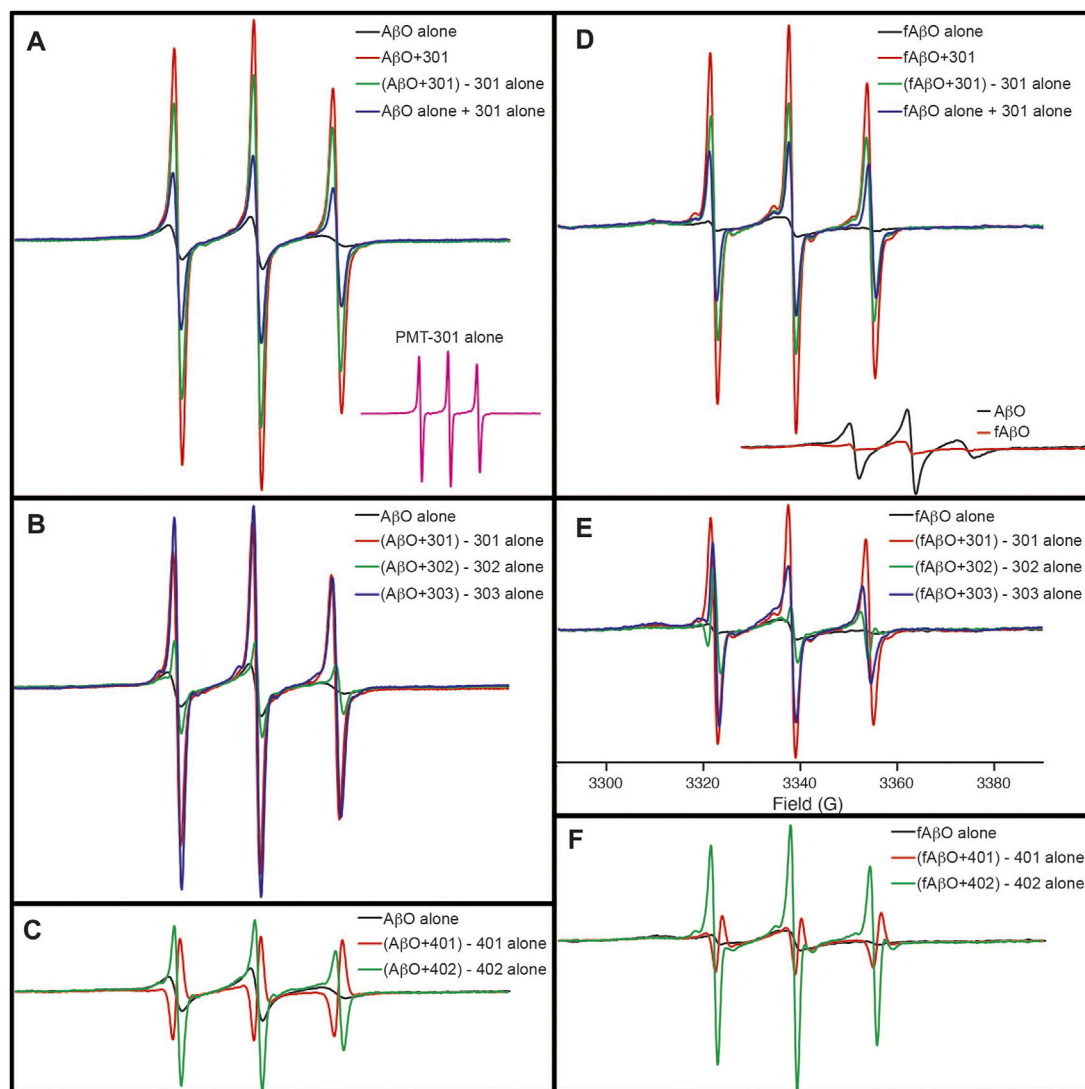 A
AβO alone
AβO+301
(AβO+301) - 301 alone
AβO alone + 301 alone
PMT-301 alone
B
AβO alone
(AβO+301) - 301 alone
(AβO+302) - 302 alone
(AβO+303) - 303 alone
C
AβO alone
(AβO+401) - 401 alone
(AβO+402) - 402 alone
D
fAβO alone
fAβO+301
(fAβO+301) - 301 alone
fAβO alone + 301 alone
AβO
fAβO
E
fAβO alone
(fAβO+301) - 301 alone
(fAβO+302) - 302 alone
(fAβO+303) - 303 alone
3300 3320 3340 3360 3380
Field (G)
F
fAβO alone
(fAβO+401) - 401 alone
(fAβO+402) - 402 alone